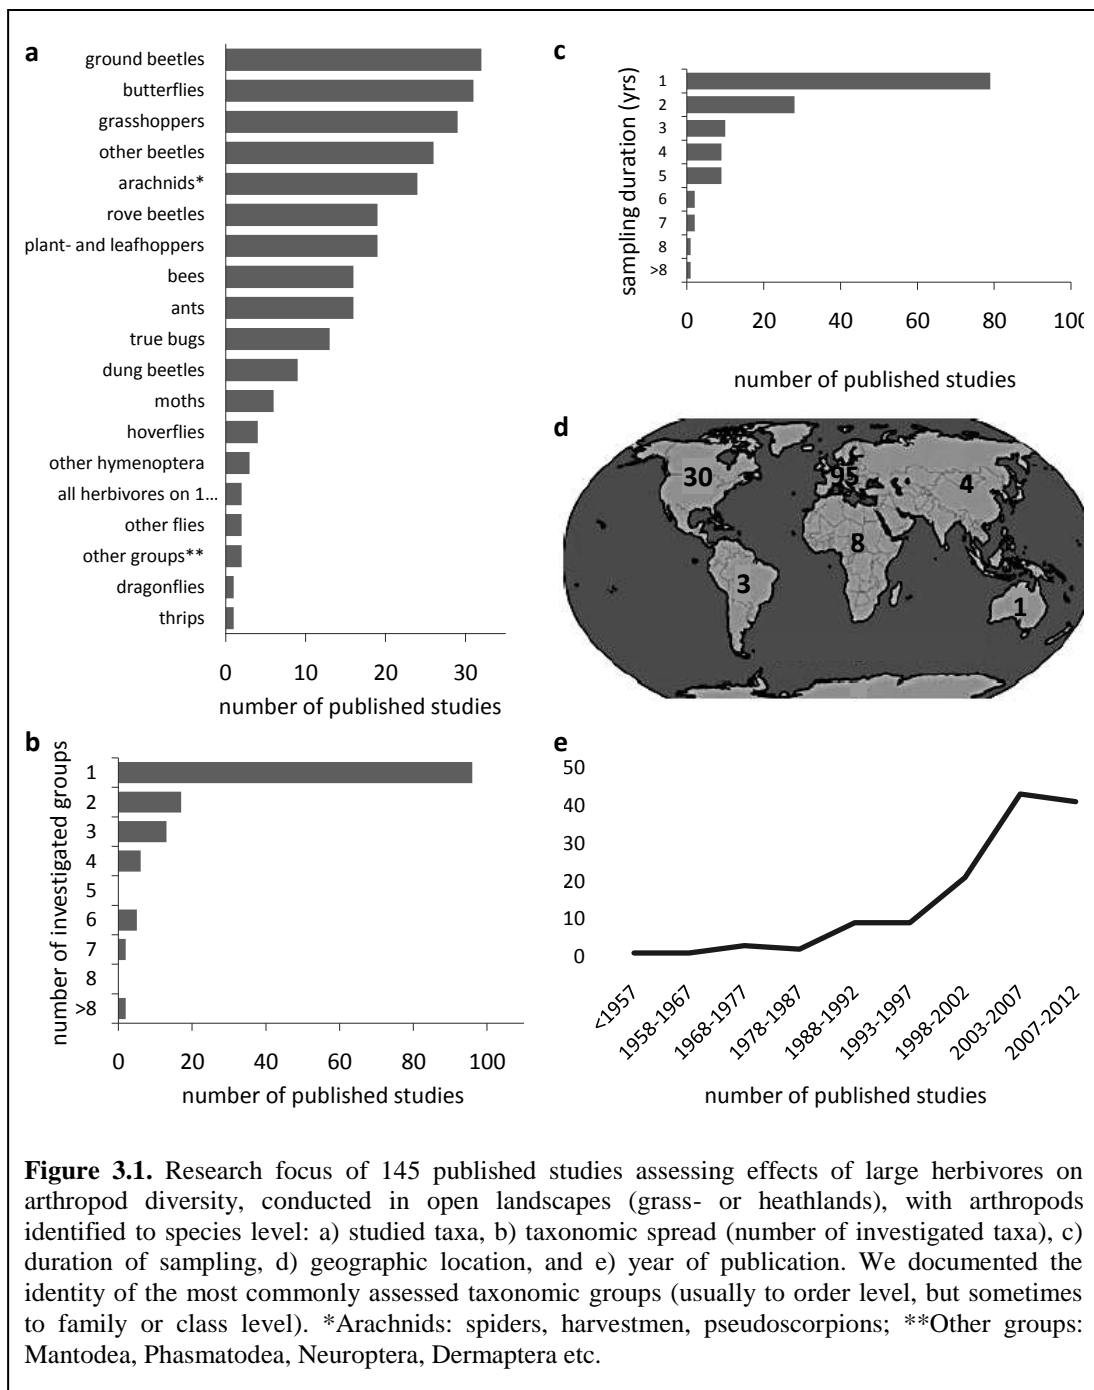 a
ground beetles
butterflies
grasshoppers
other beetles
arachnids*
rove beetles
plant- and leafhoppers
bees
ants
true bugs
dung beetles
moths
hoverflies
other hymenoptera
all herbivores on 1...
other flies
other groups**
dragonflies
thrips
0 10 20 30
number of published studies
b
number of investigated groups
1
2
3
4
5
6
7
8
>8
0 20 40 60 80 100
number of published studies
c
sampling duration (yrs)
1
2
3
4
5
6
7
8
>8
0 20 40 60 80 100
number of published studies
d
30 95 4
8
3
1
e
50
40
30
20
10
0
<1957 1958-1967 1968-1977 1978-1987 1988-1992 1993-1997 1998-2002 2003-2007 2007-2012
number of published studies
Figure 3.1. Research focus of 145 published studies assessing effects of large herbivores on
arthropod diversity, conducted in open landscapes (grass- or heathlands), with arthropods
identified to species level: a) studied taxa, b) taxonomic spread (number of investigated taxa), c)
duration of sampling, d) geographic location, and e) year of publication. We documented the
identity of the most commonly assessed taxonomic groups (usually to order level, but sometimes
to family or class level). *Arachnids: spiders, harvestmen, pseudoscorpions; **Other groups:
Mantodea, Phasmatodea, Neuroptera, Dermaptera etc.